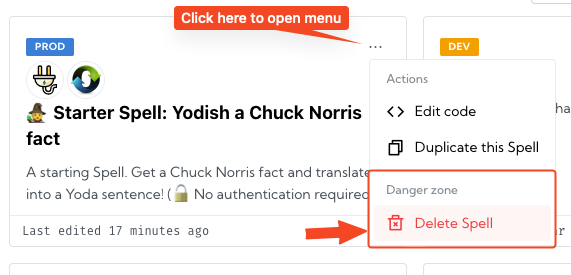 Click here to open menu
PROD
...
DEV
Actions
Edit code
Duplicate this Spell
Danger zone
Delete Spell
Starter Spell: Yodish a Chuck Norris
fact
A starting Spell. Get a Chuck Norris fact and translate
into a Yoda sentence! (🔒 No authentication required
Last edited 17 minutes ago